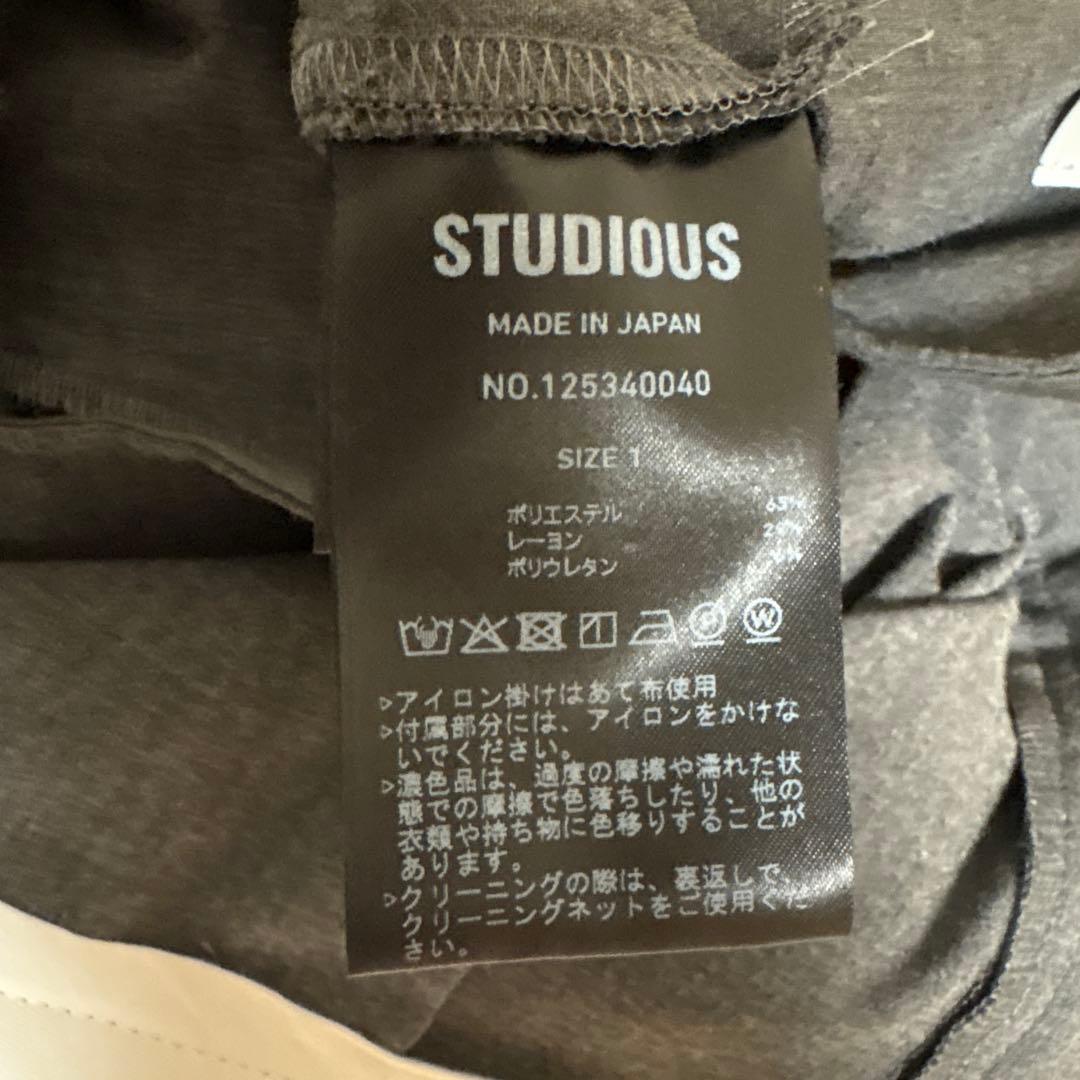 STUDIOUS
MADE IN JAPAN
NO.125340040
SIZE 1
ポリエステル 65%
レーヨン
ポリウレタン
P W
▷アイロン掛けはあて布使用
▷付属部分には、アイロンをかけな
いでください。
▷濃色品は、過度の摩擦や濡れた状
態での摩擦で色落ちしたり、他の
衣類や持ち物に色移りすることが
あります。
▷クリーニングの際は、裏返しで、
クリーニングネットをご使用くだ
さい。